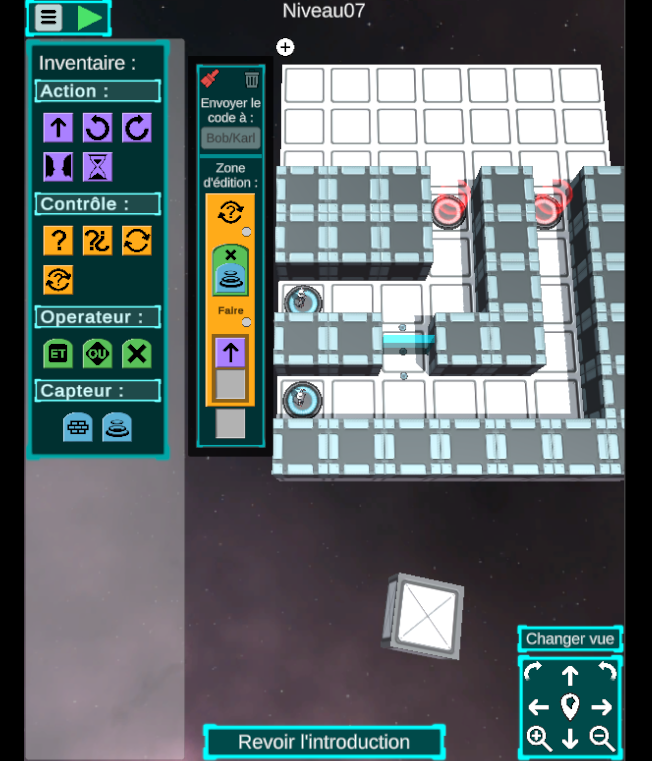 Niveau07
Inventaire :
Action :
Contrôle :
?
Operateur :
ET
OU
Capteur :
Envoyer le
code à :
Bob/Karl
Zone
d'édition :
?
Faire
Changer vue
Revoir l'introduction